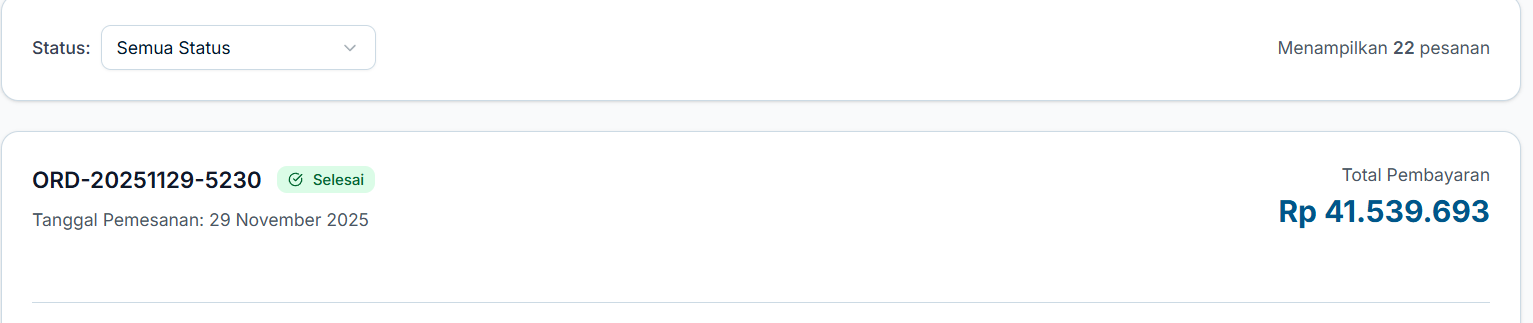 Status: Semua Status Menampilkan 22 pesanan
ORD-20251129-5230 Selesai
Tanggal Pemesanan: 29 November 2025
Total Pembayaran
Rp 41.539.693